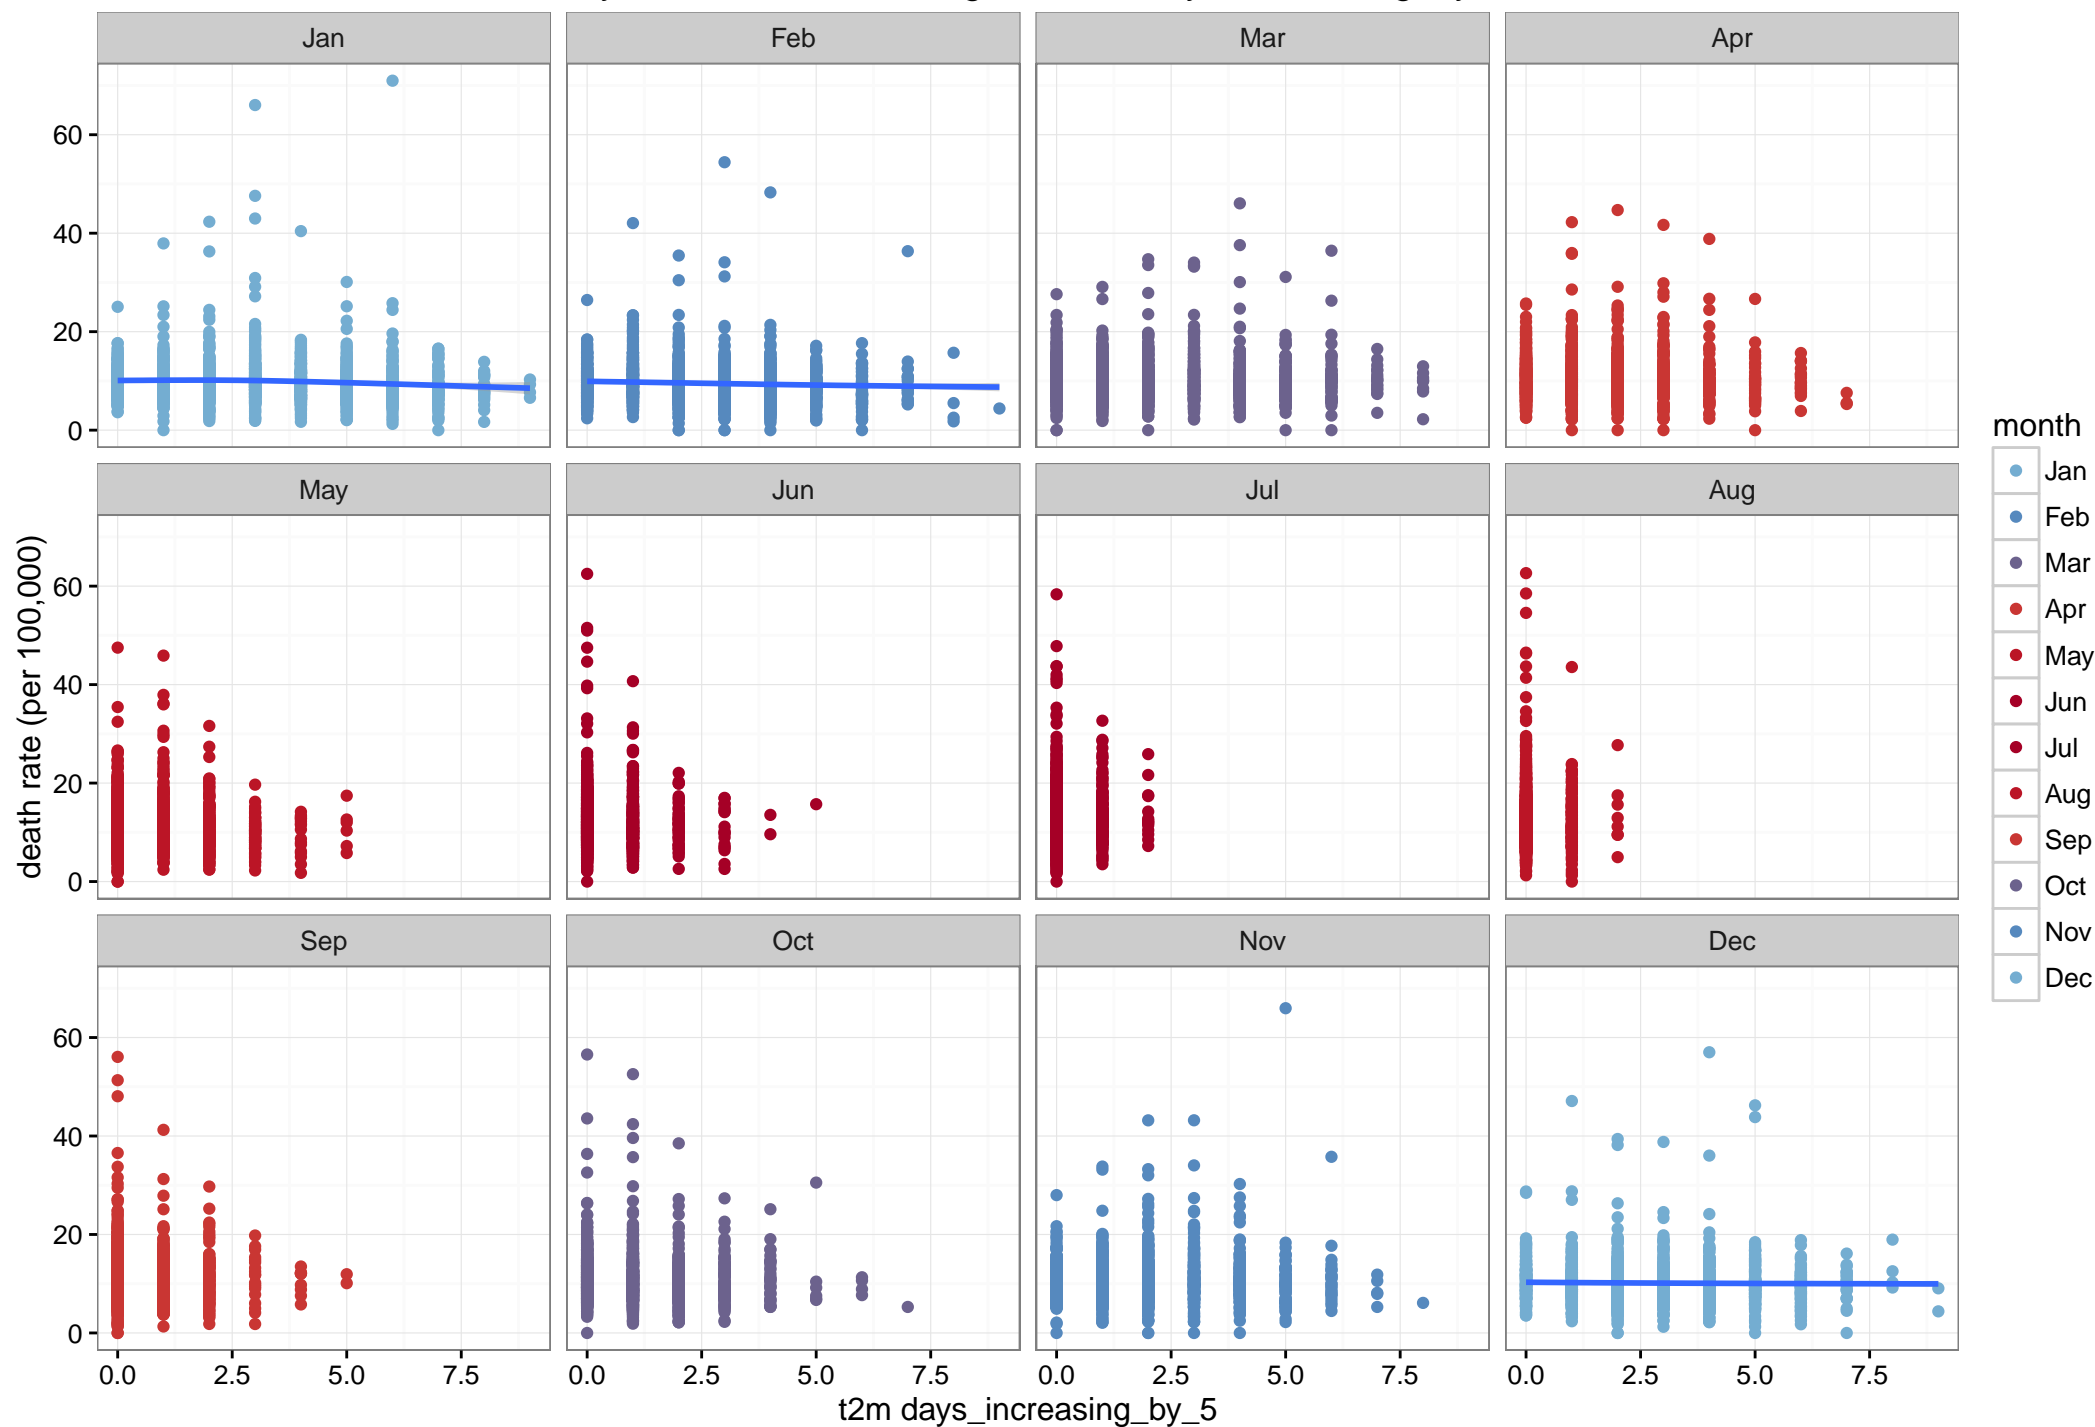 Jan Feb Mar Apr
60
40
20
0
May Jun Jul Aug
60
40
20
0
Sep Oct Nov Dec
60
40
20
0
0.0 2.5 5.0 7.5 0.0 2.5 5.0 7.5 0.0 2.5 5.0 7.5 0.0 2.5 5.0 7.5
t2m days_increasing_by_5
death rate (per 100,000)
month
Jan
Feb
Mar
Apr
May
Jun
Jul
Aug
Sep
Oct
Nov
Dec